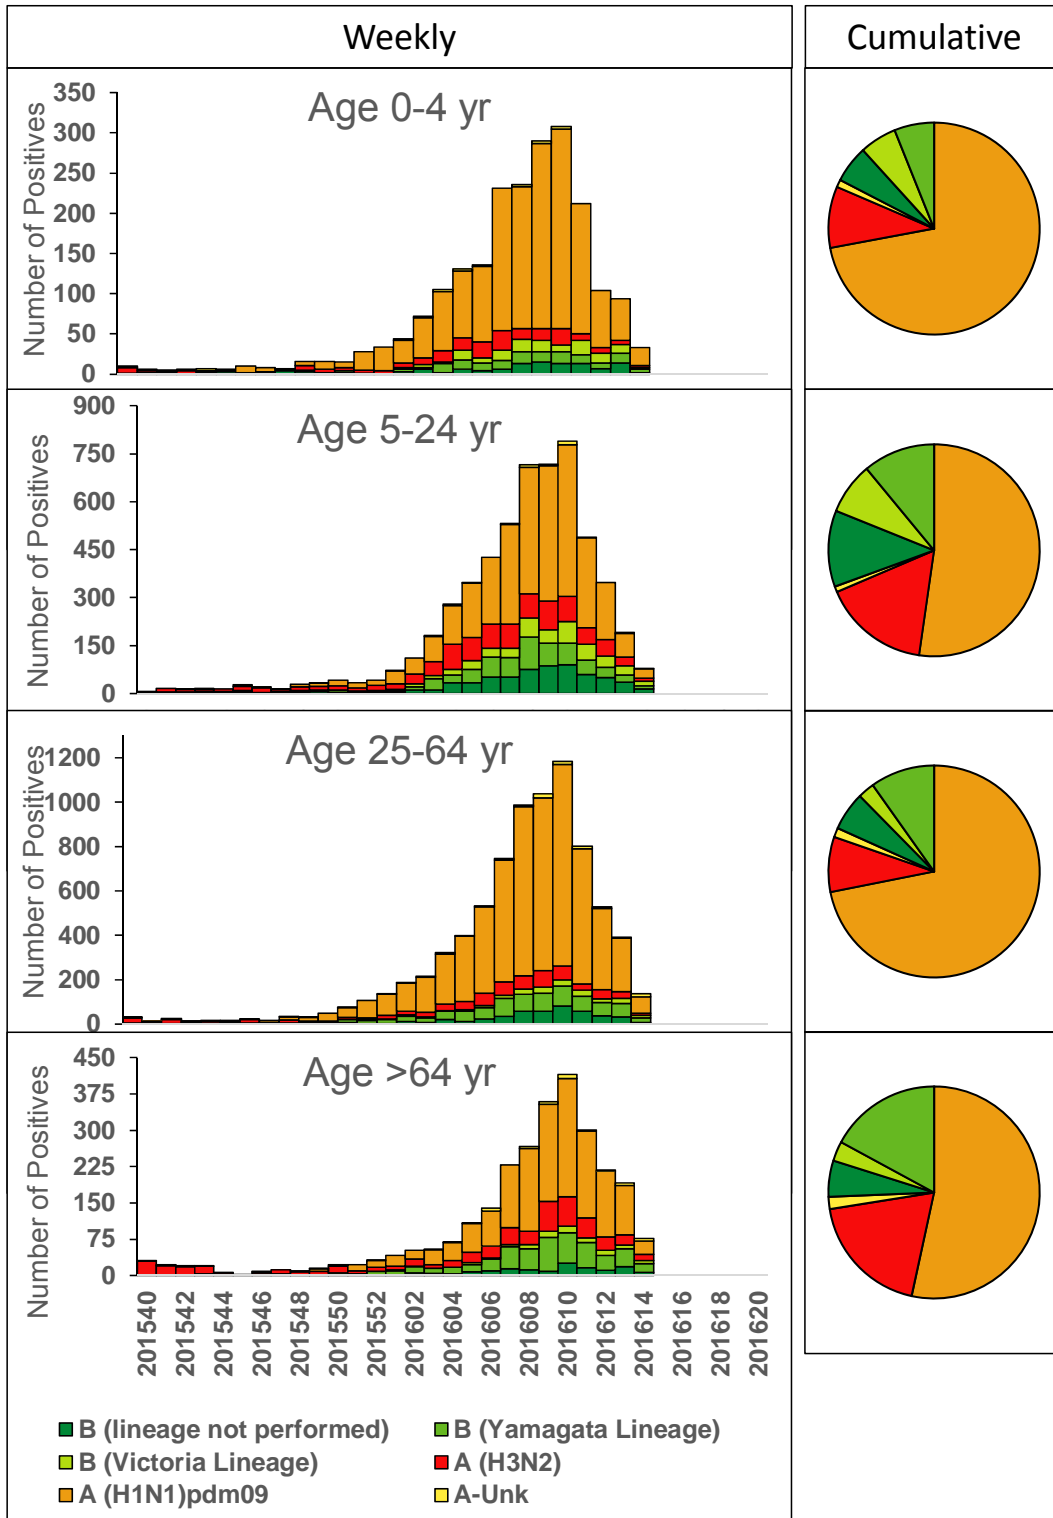 Weekly
Cumulative
Age 0-4 yr
Number of Positives
350
300
250
200
150
100
50
0
Age 5-24 yr
Number of Positives
900
750
600
450
300
150
0
Age 25-64 yr
Number of Positives
1200
1000
800
600
400
200
0
Age >64 yr
Number of Positives
450
375
300
225
150
75
0
201540
201542
201544
201546
201548
201550
201552
201602
201604
201606
201608
201610
201612
201614
201616
201618
201620
B (lineage not performed)
B (Yamagata Lineage)
B (Victoria Lineage)
A (H3N2)
A (H1N1)pdm09
A-Unk